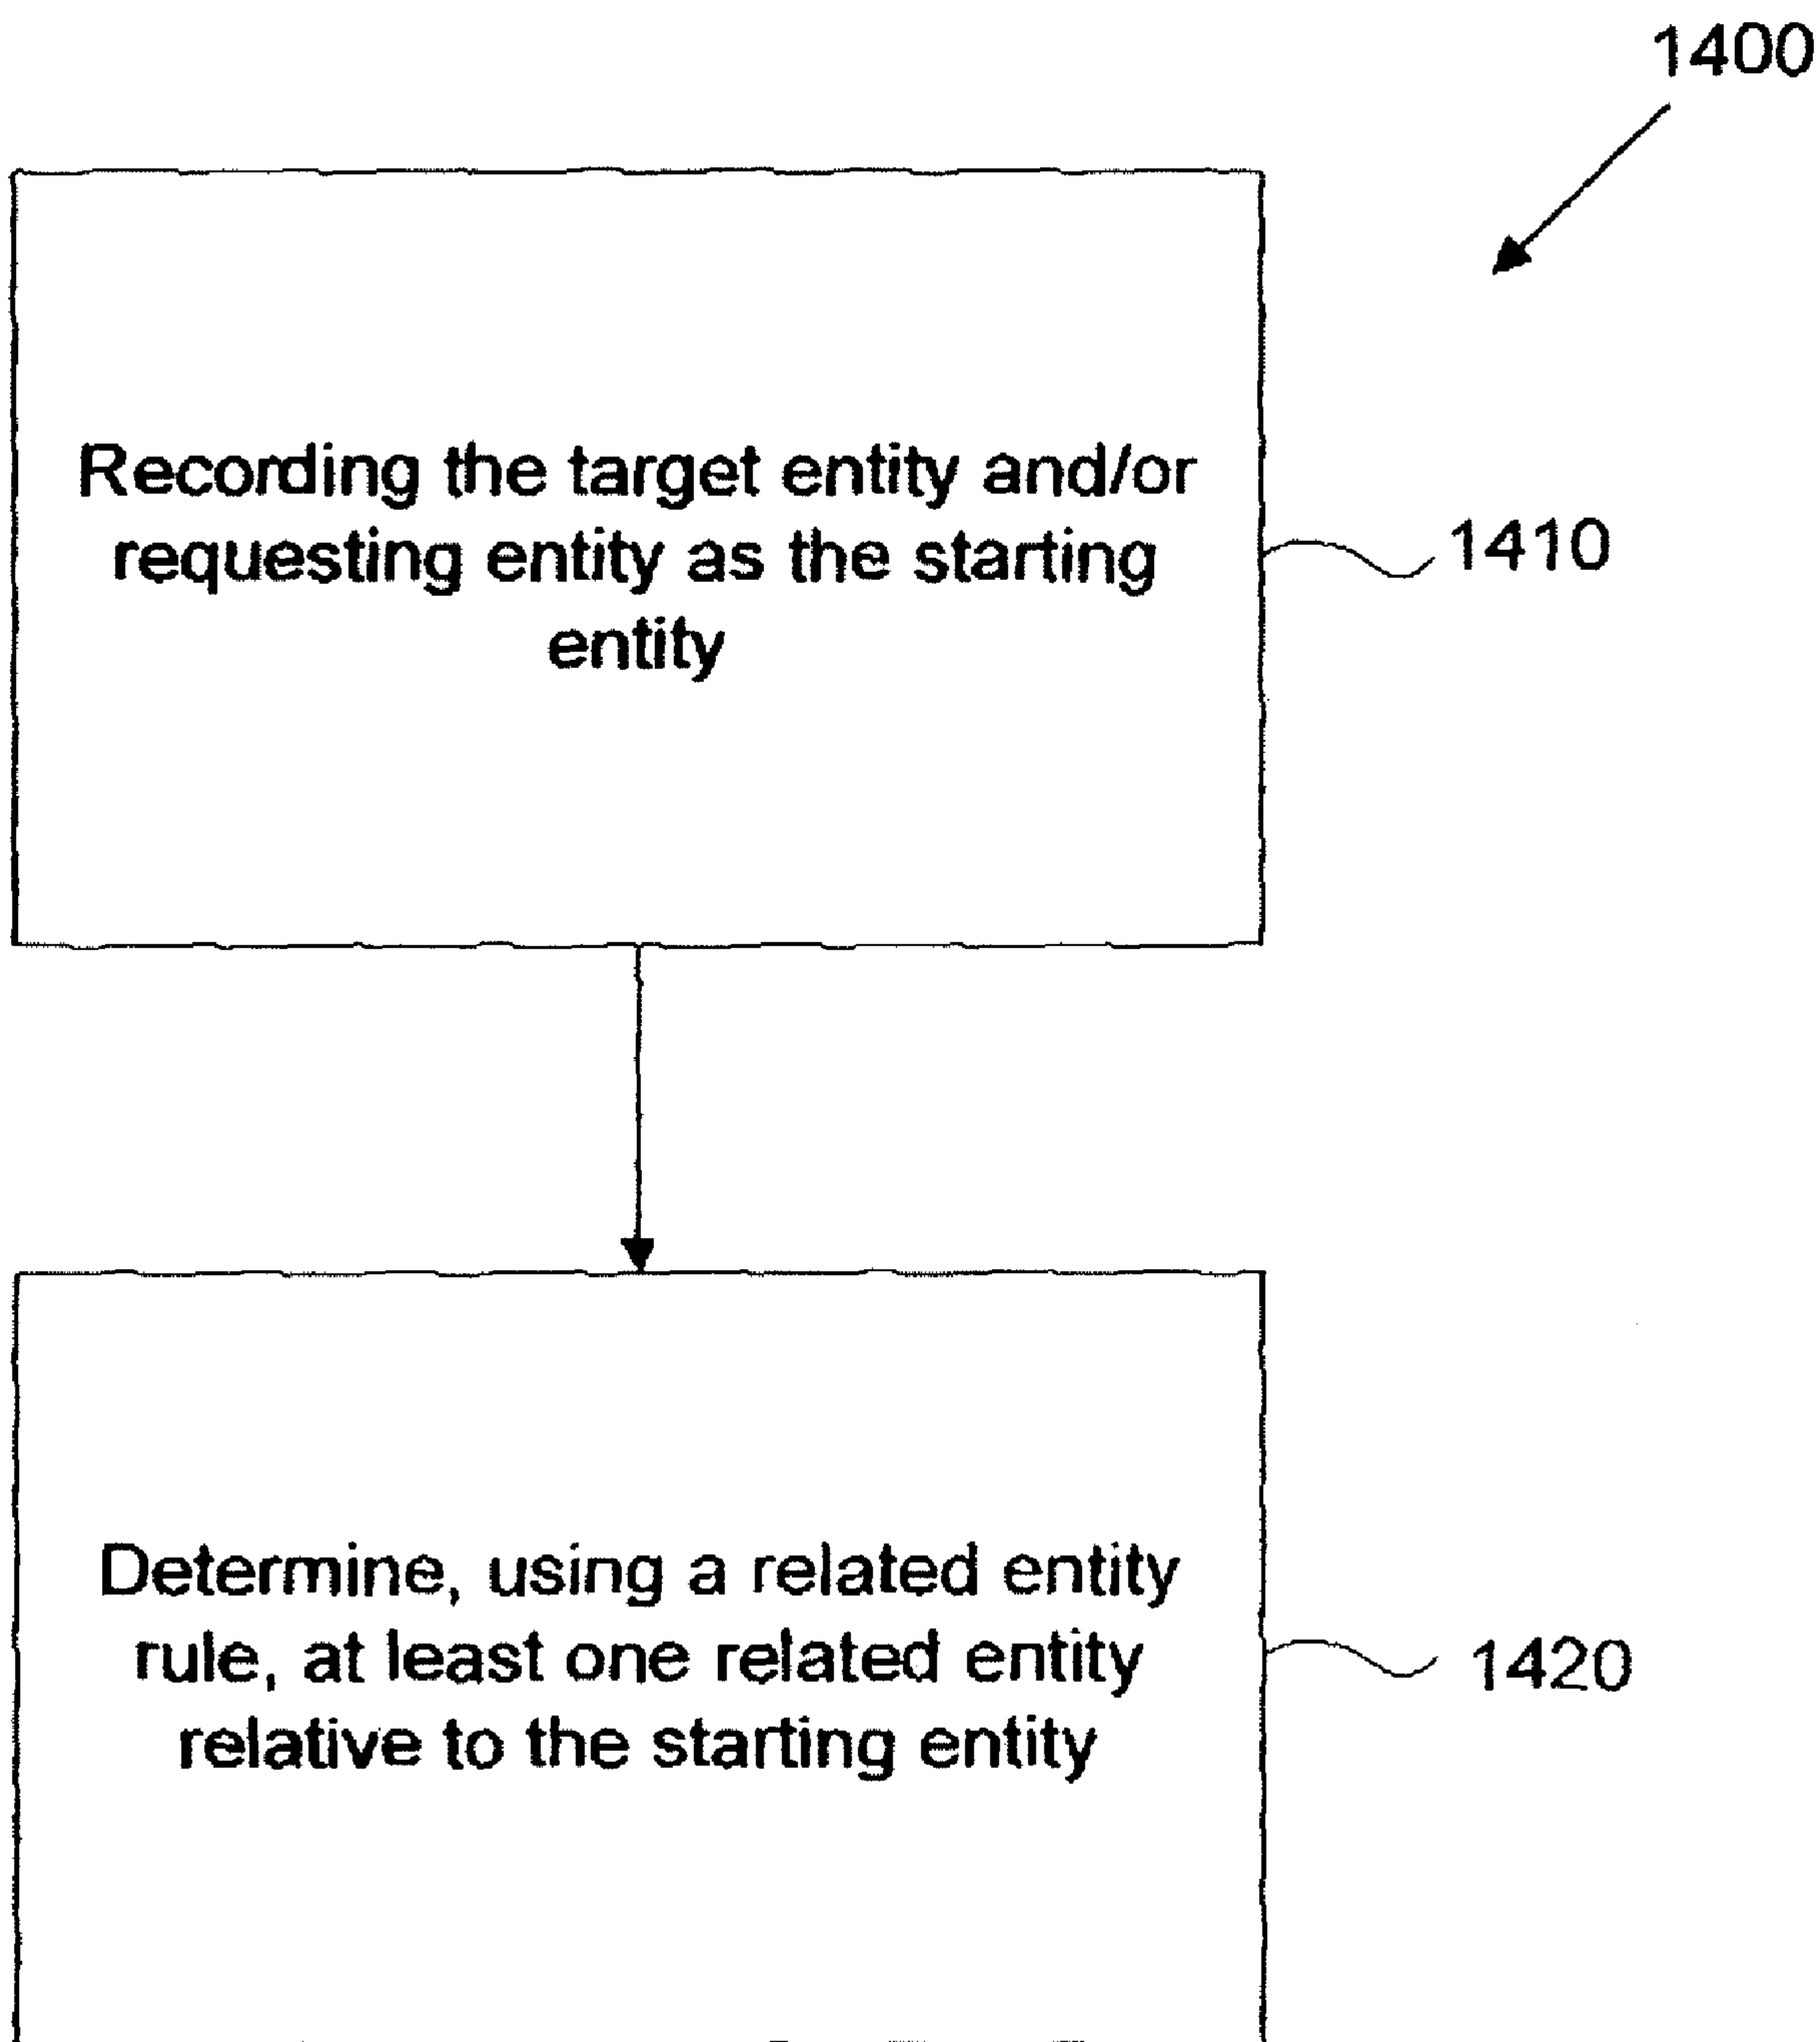 1400
Recording the target entity and/or
requesting entity as the starting
entity
1410
Determine, using a related entity
rule, at least one related entity
relative to the starting entity
1420